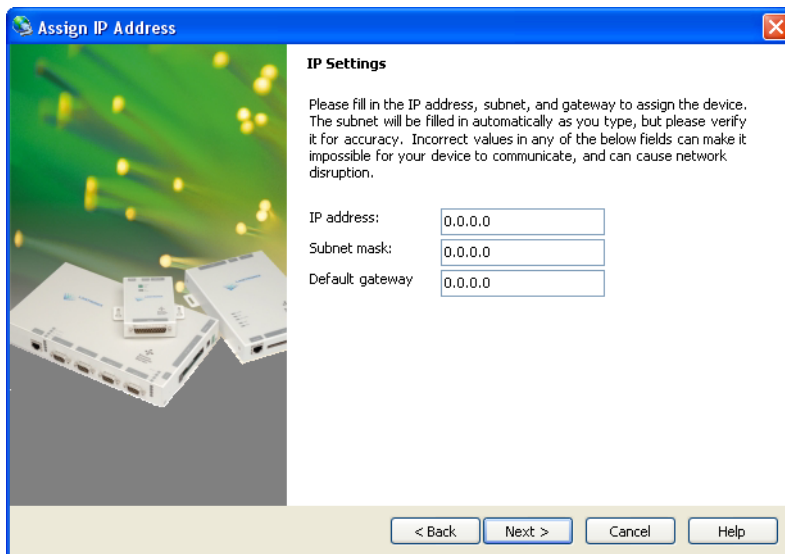 Assign IP Address
IP Settings
Please fill in the IP address, subnet, and gateway to assign the device.
The subnet will be filled in automatically as you type, but please verify
it for accuracy.  Incorrect values in any of the below fields can make it
impossible for your device to communicate, and can cause network
disruption.
IP address: 0.0.0.0
Subnet mask: 0.0.0.0
Default gateway 0.0.0.0
< Back Next > Cancel Help